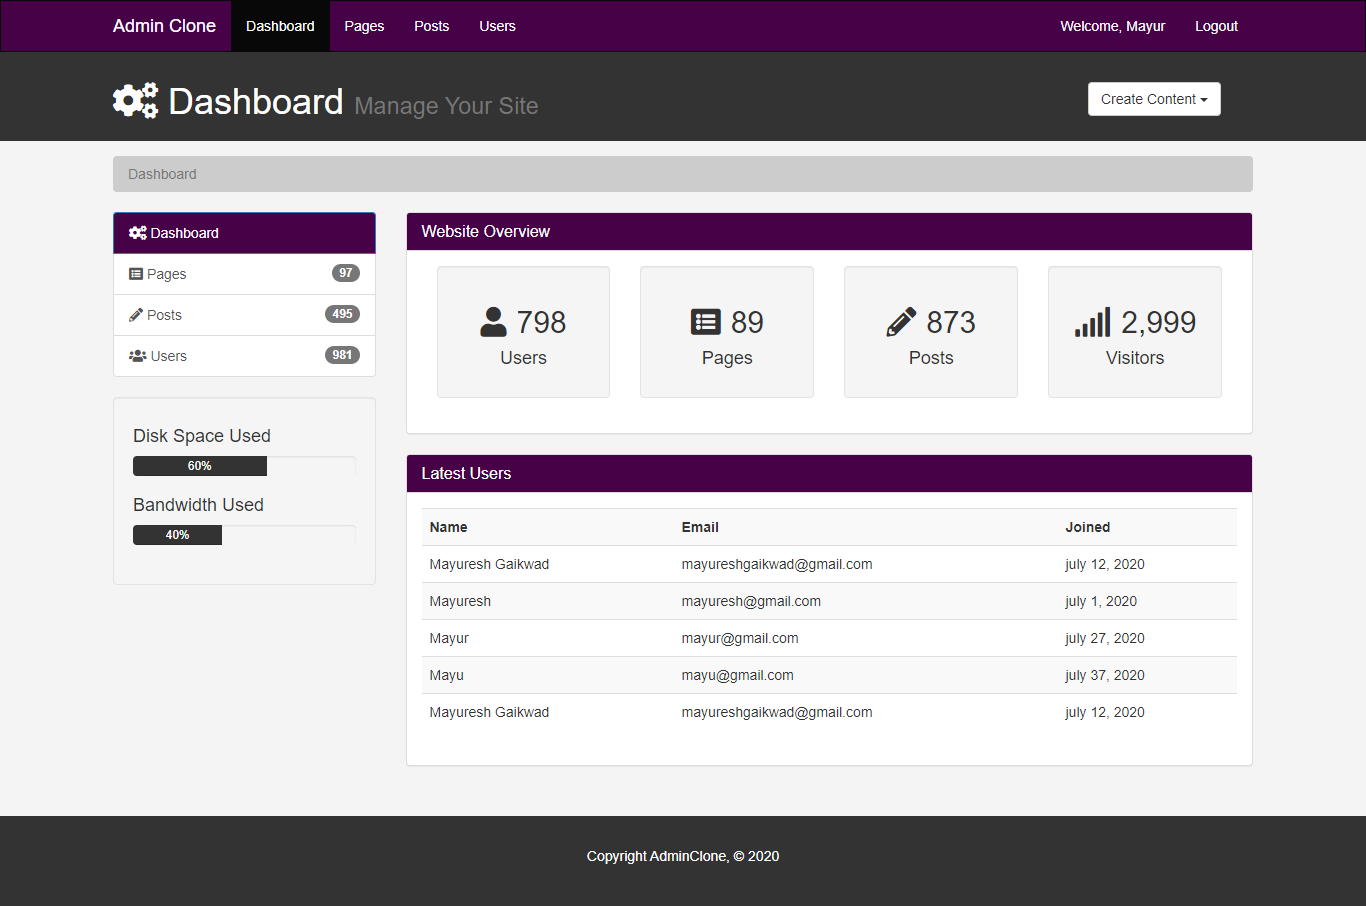 Admin Clone Dashboard Pages Posts Users Welcome, Mayur Logout
Dashboard Manage Your Site Create Content
Dashboard
Dashboard
Pages 97
Posts 495
Users 981
Disk Space Used
60%
Bandwidth Used
40%
Website Overview
798 89 873 2,999
Users Pages Posts Visitors
Latest Users
Name Email Joined
Mayuresh Gaikwad mayureshgaikwad@gmail.com july 12, 2020
Mayuresh mayuresh@gmail.com july 1, 2020
Mayur mayur@gmail.com july 27, 2020
Mayu mayu@gmail.com july 37, 2020
Mayuresh Gaikwad mayureshgaikwad@gmail.com july 12, 2020
Copyright AdminClone, © 2020